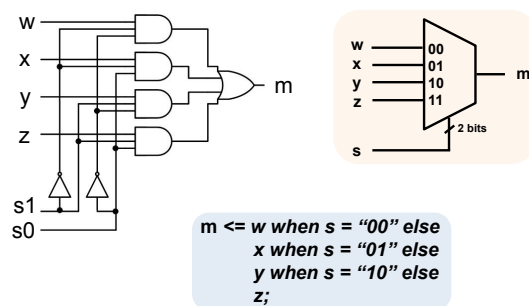 w
x
y
z
s1
s0
m
w
x
y
z
s
00
01
10
11
m
2 bits
m <= w when s = “00” else
x when s = “01” else
y when s = “10” else
z;